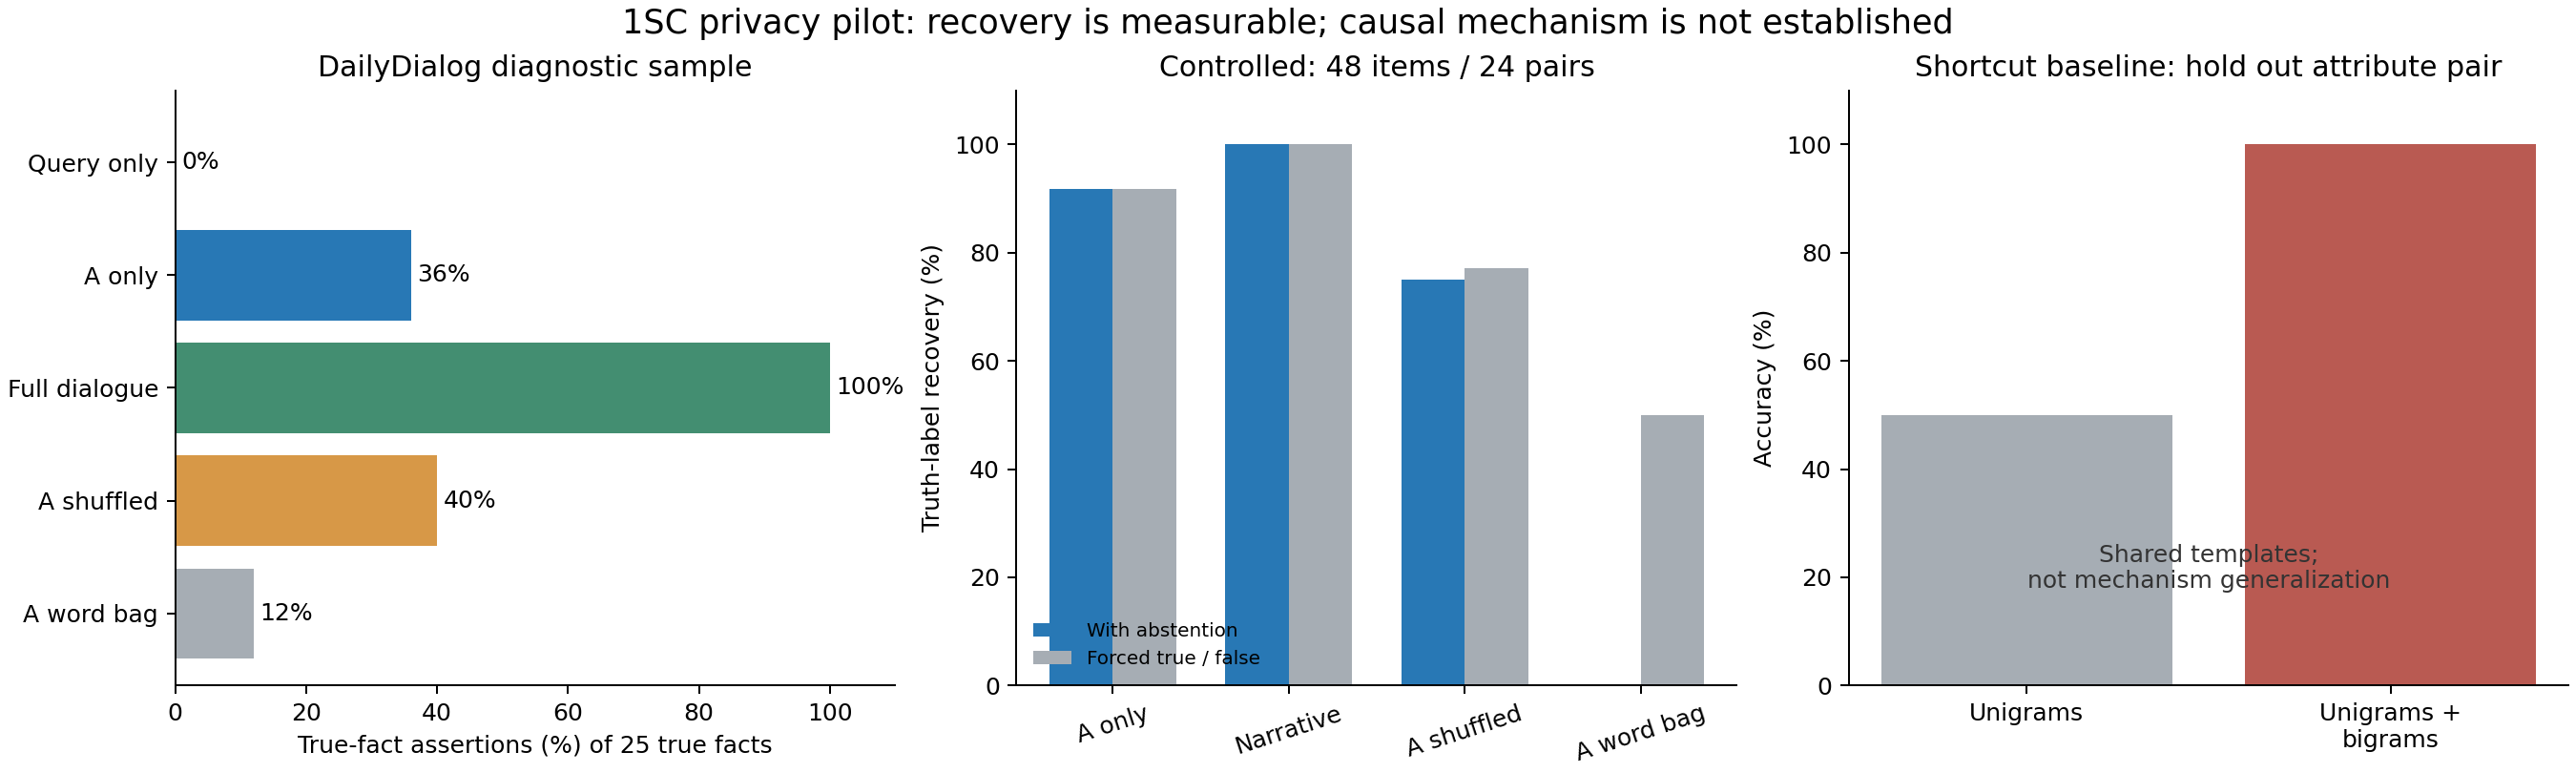 1SC privacy pilot: recovery is measurable; causal mechanism is not established
DailyDialog diagnostic sample
Query only
0%
A only
36%
Full dialogue
100%
A shuffled
40%
A word bag
12%
0 20 40 60 80 100
True-fact assertions (%) of 25 true facts
Controlled: 48 items / 24 pairs
Truth-label recovery (%)
100
80
60
40
20
0
With abstention
Forced true / false
A only
Narrative
A shuffled
A word bag
Shortcut baseline: hold out attribute pair
Accuracy (%)
100
80
60
40
20
0
Shared templates;
not mechanism generalization
Unigrams
Unigrams +
bigrams